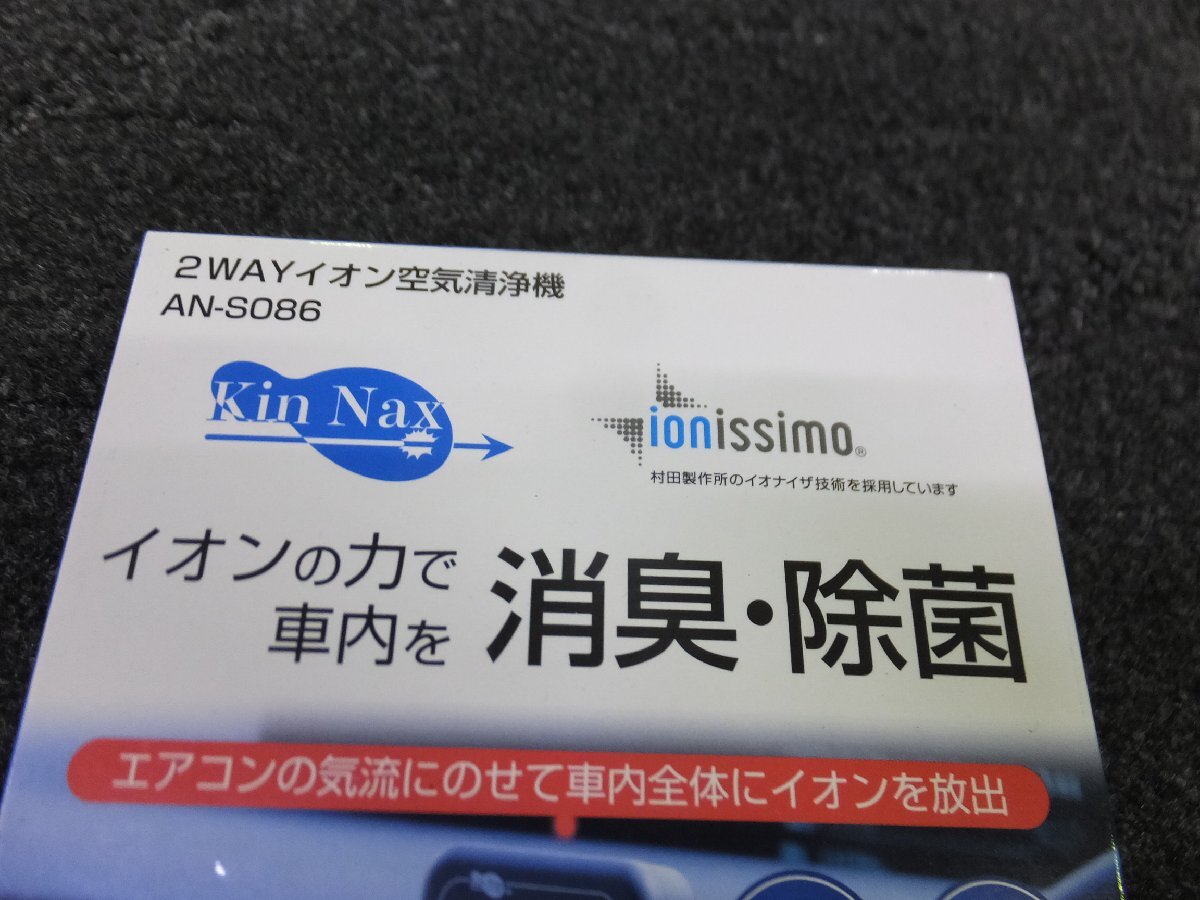 2WAYイオン空気清浄機
AN-S086
Kin Nax
ionissimo®
村田製作所のイオナイザ技術を採用しています
イオンの力で
車内を
消臭・除菌
エアコンの気流にのせて車内全体にイオンを放出